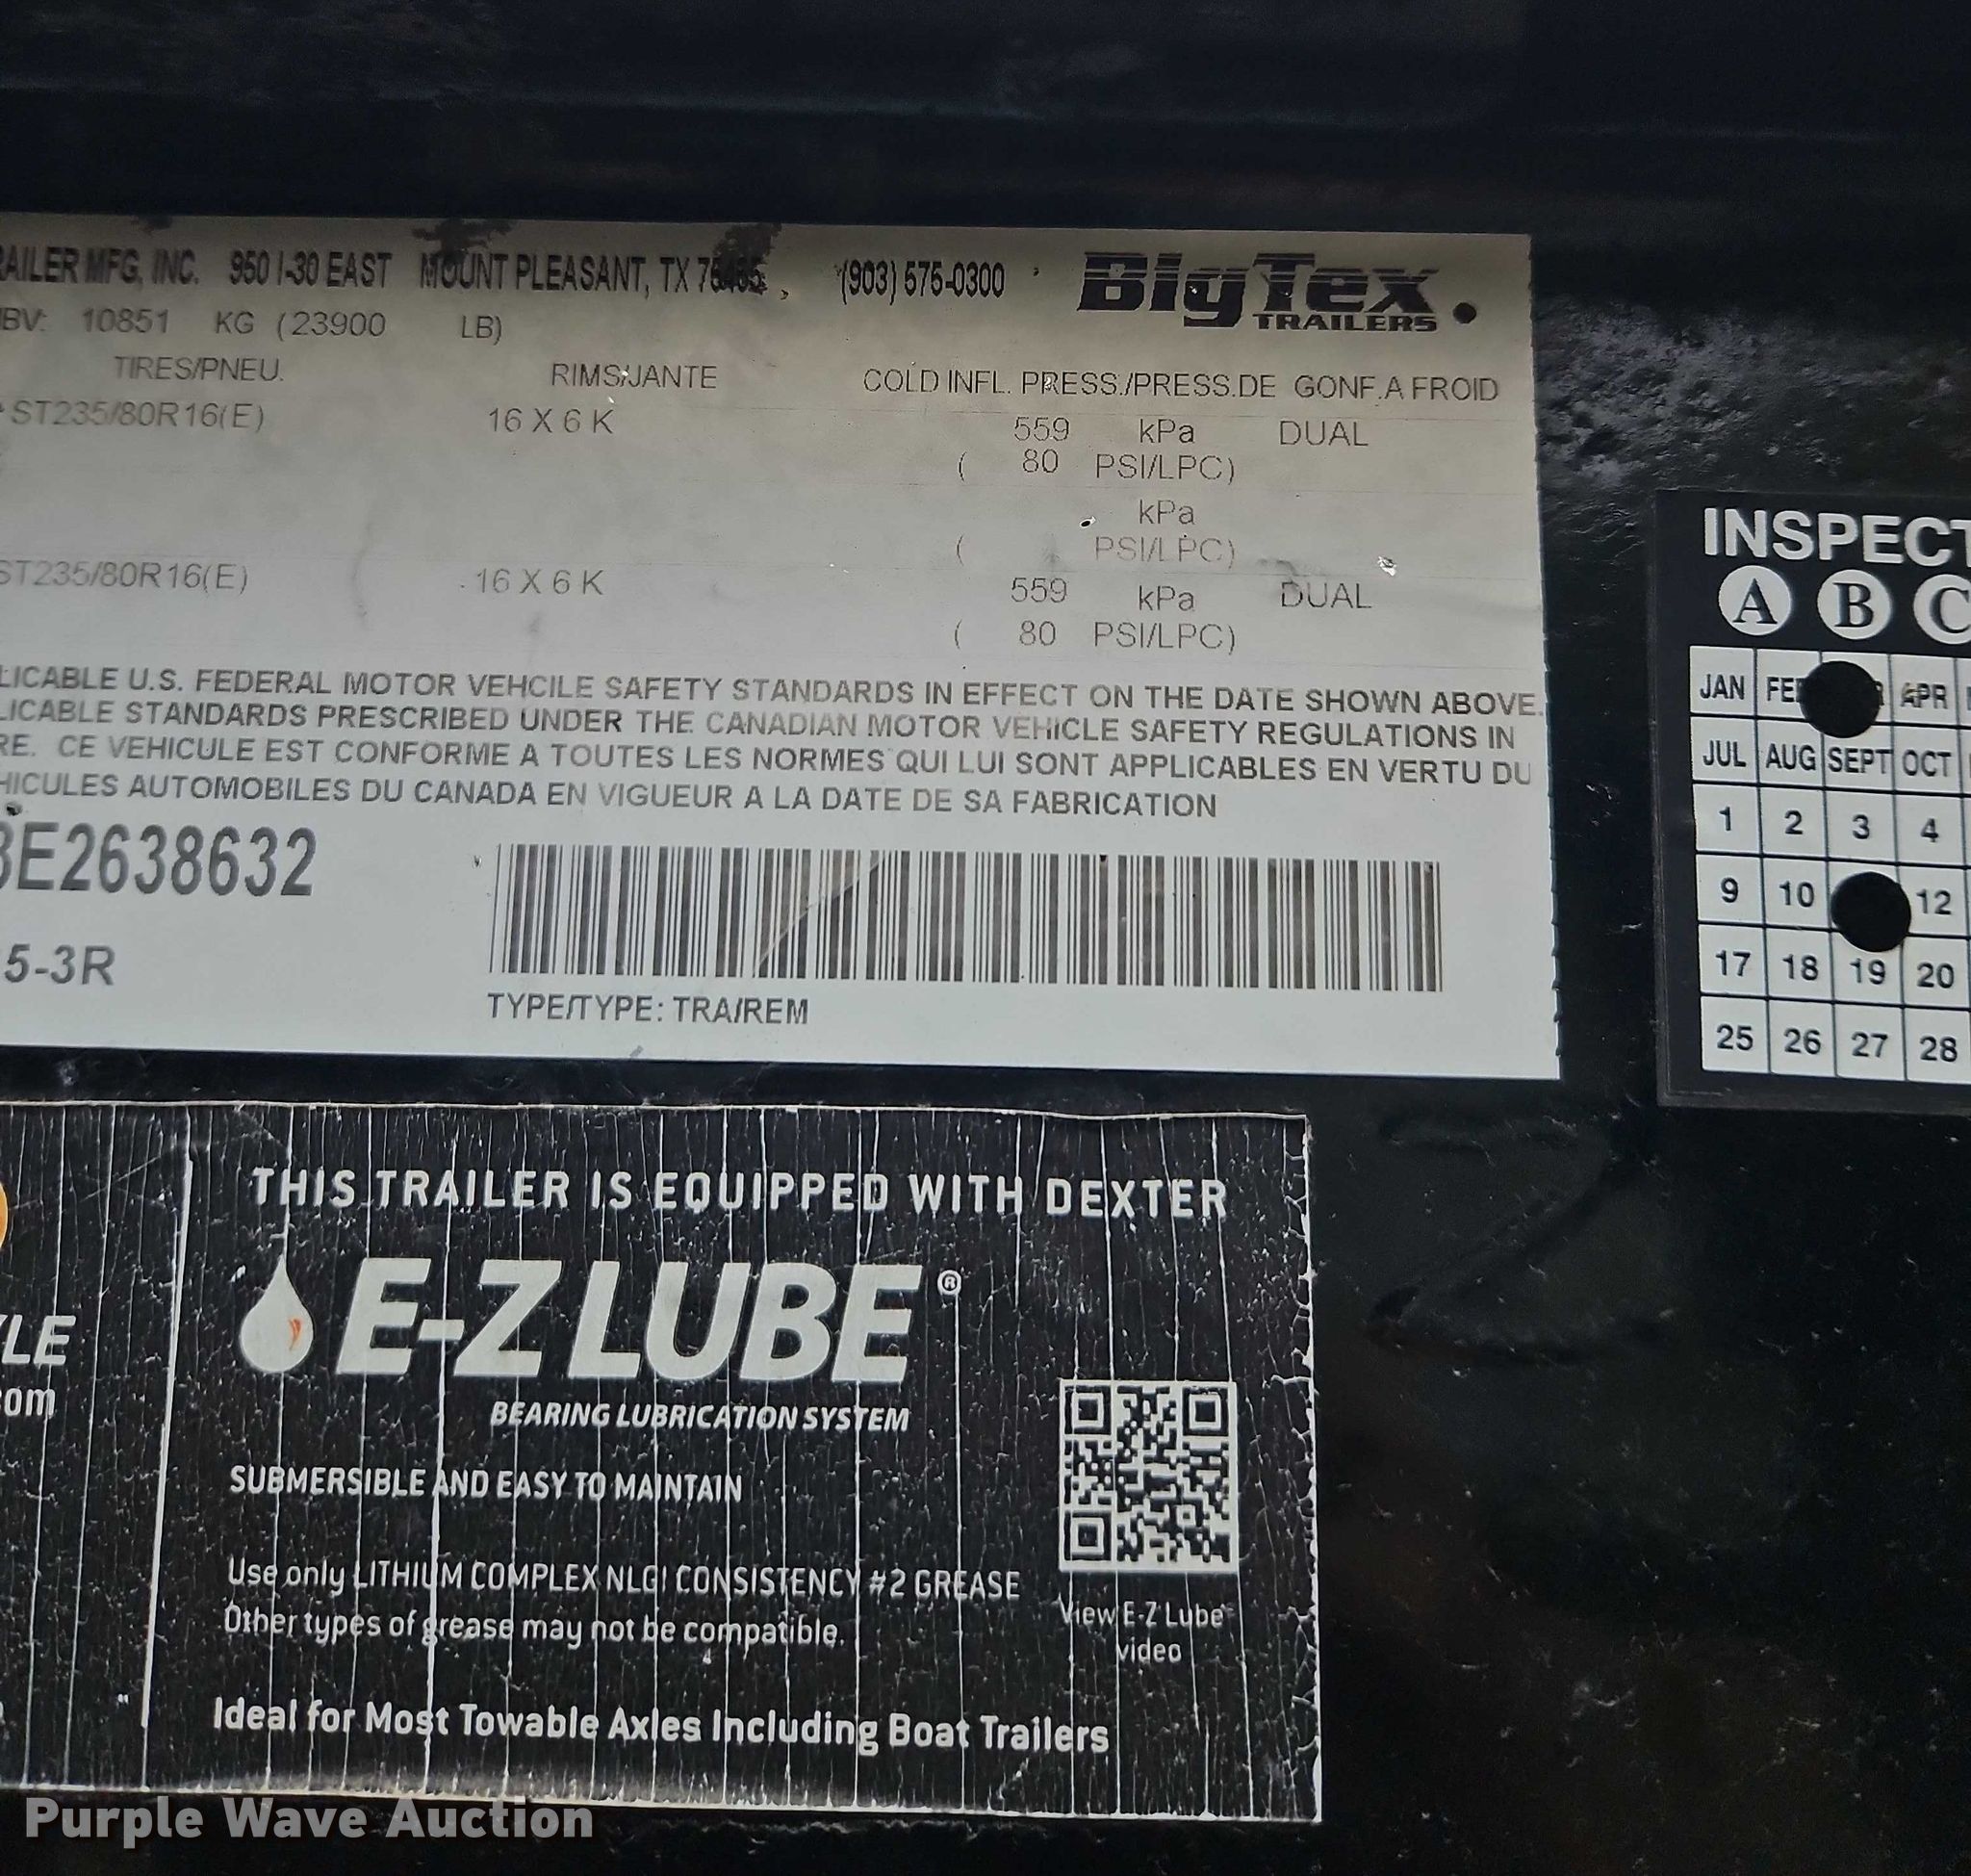 RAILER MFG, INC. 950 I-30 EAST MOUNT PLEASANT, TX (903) 575-0300
BigTex
TRAILERS
BV: 10851 KG (23900 LB)
TIRES/PNEU. RIMS/JANTE COLD INFL. PRESS./PRESS.DE GONF.A FROID
ST235/80R16(E) 16 X 6 K 559 kPa DUAL
( 80 PSI/LPC)
kPa
( PSI/LPC)
ST235/80R16(E) 16 X 6 K 559 kPa DUAL
( 80 PSI/LPC)
LICABLE U.S. FEDERAL MOTOR VEHCILE SAFETY STANDARDS IN EFFECT ON THE DATE SHOWN ABOVE.
LICABLE STANDARDS PRESCRIBED UNDER THE CANADIAN MOTOR VEHICLE SAFETY REGULATIONS IN
RE. CE VEHICULE EST CONFORME A TOUTES LES NORMES QUI LUI SONT APPLICABLES EN VERTU DU
HICULES AUTOMOBILES DU CANADA EN VIGUEUR A LA DATE DE SA FABRICATION
3E2638632
5-3R
TYPE/TYPE: TRA/REM
INSPECT
A B C
JAN FEB APR
JUL AUG SEPT OCT
1 2 3 4
9 10 12
17 18 19 20
25 26 27 28
THIS TRAILER IS EQUIPPED WITH DEXTER
E-Z LUBE®
BEARING LUBRICATION SYSTEM
SUBMERSIBLE AND EASY TO MAINTAIN
Use only LITHIUM COMPLEX NLGI CONSISTENCY #2 GREASE
Other types of grease may not be compatible.
View E-Z Lube
video
Ideal for Most Towable Axles Including Boat Trailers
LE
com
Purple Wave Auction